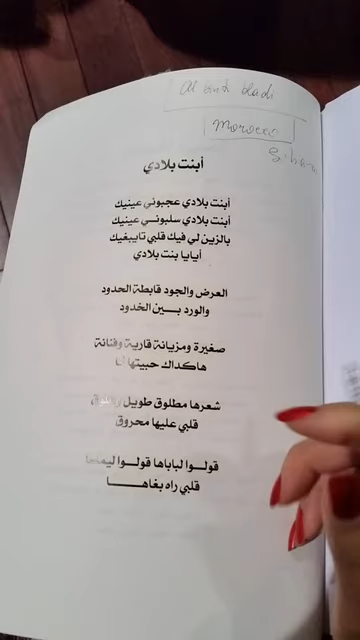 Al bint bladi
Morocco
أبنت بلادي
أبنت بلادي عجبوني عينيك
أبنت بلادي سلبوني عينيك
بالزين لي فيك قلبي تايبغيك
أيايا بنت بلادي
العرض والجود قابطة الحدود
والورد بين الخدود
صغيرة ومزيانة قارية وفنانة
هاكداك حبيتها
شعرها مطلوق طويل
قلبي عليها محروق
قولوا لباباها قولوا
قلبي راه بغاها